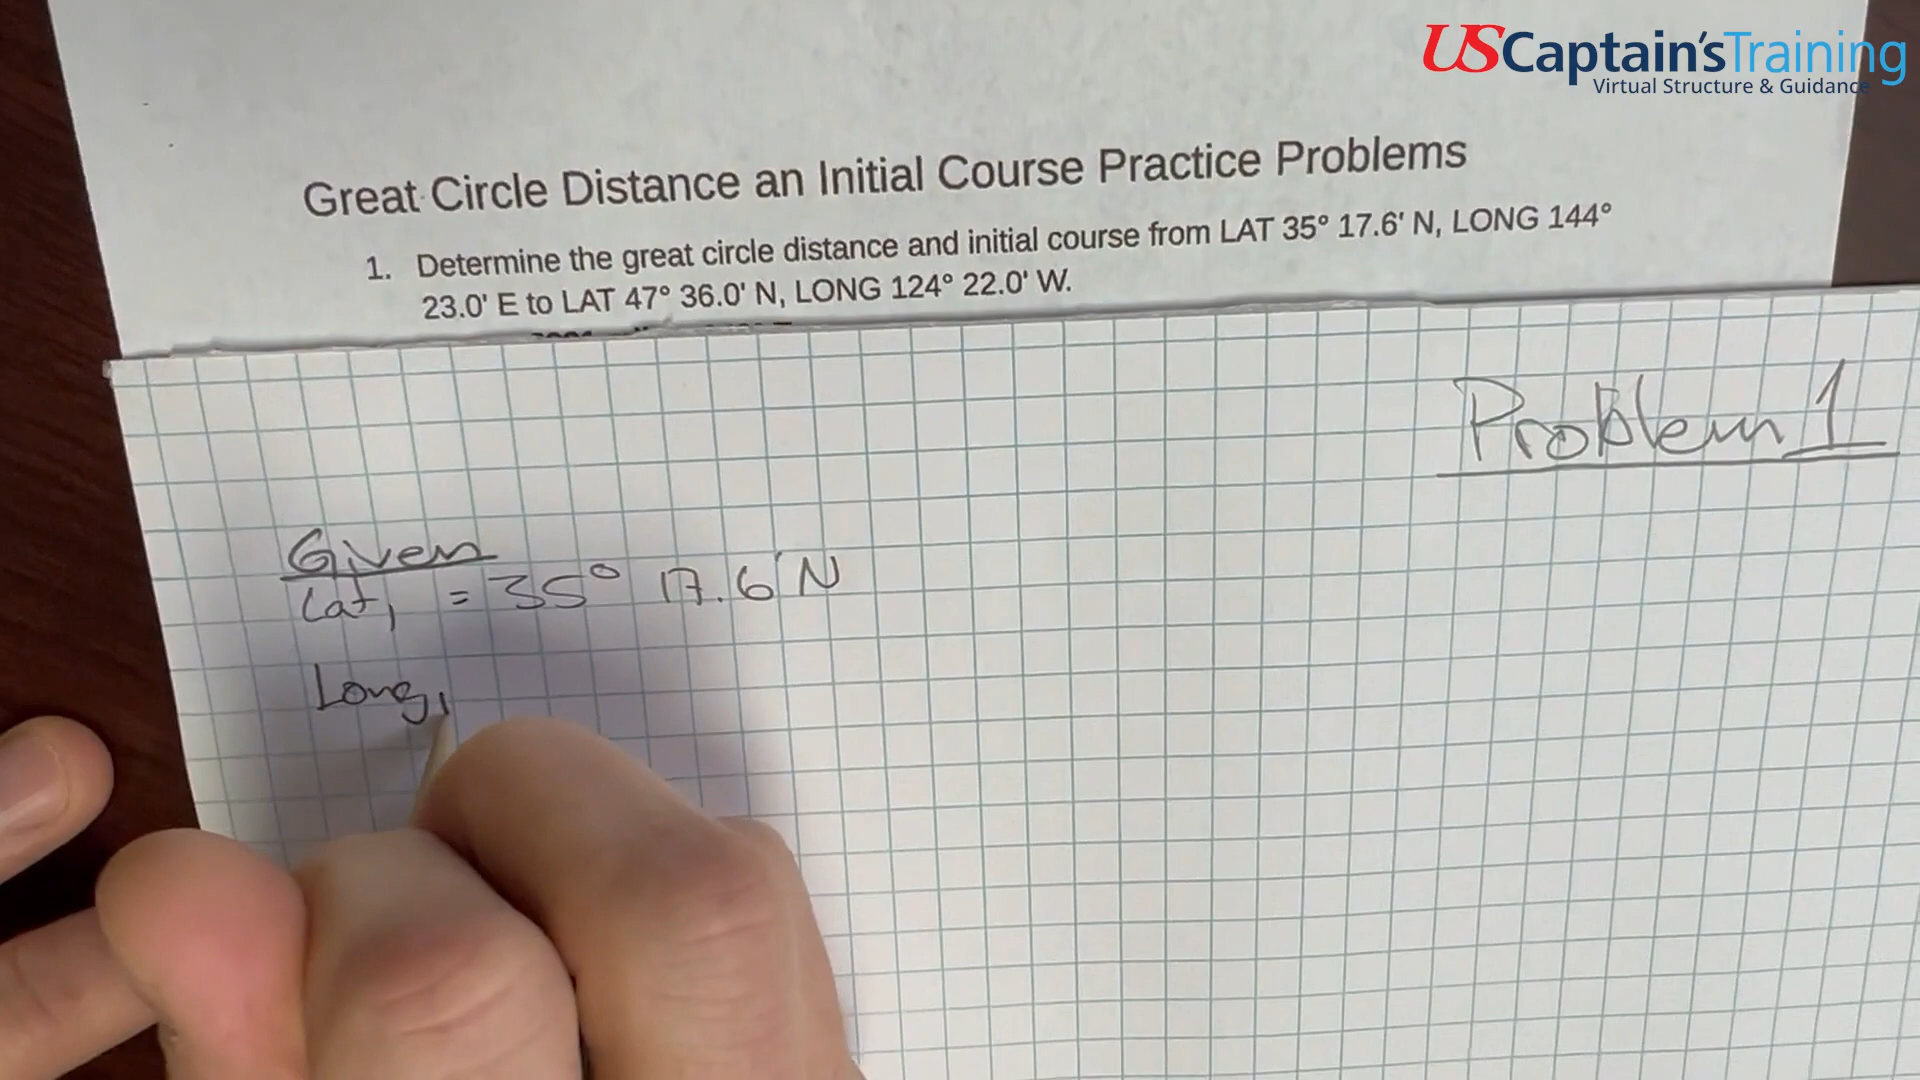 USCaptain'sTraining
Virtual Structure & Guidance
Great Circle Distance an Initial Course Practice Problems
1. Determine the great circle distance and initial course from LAT 35° 17.6' N, LONG 144°
23.0' E to LAT 47° 36.0' N, LONG 124° 22.0' W.
Problem 1
Given
Lat₁ = 35° 17.6' N
Long₁